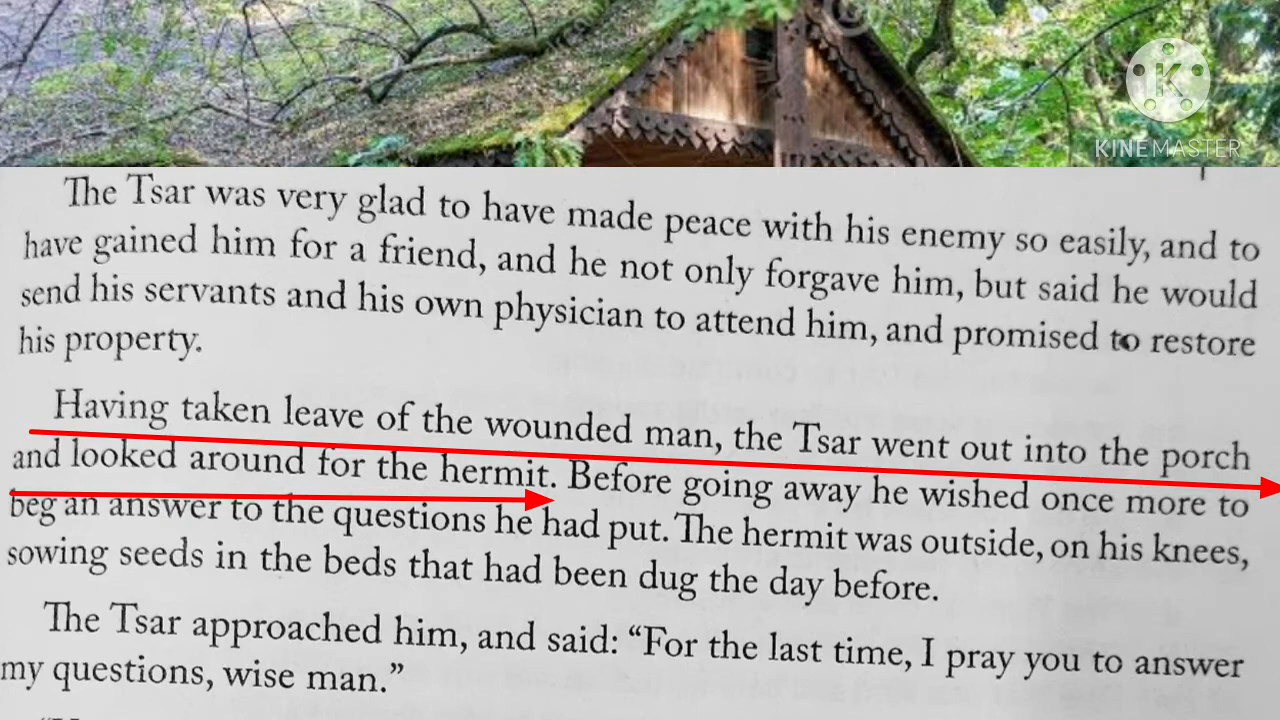 K
KINEMASTER
The Tsar was very glad to have made peace with his enemy so easily, and to
have gained him for a friend, and he not only forgave him, but said he would
send his servants and his own physician to attend him, and promised to restore
his property.
Having taken leave of the wounded man, the Tsar went out into the porch
and looked around for the hermit. Before going away he wished once more to
beg an answer to the questions he had put. The hermit was outside, on his knees,
sowing seeds in the beds that had been dug the day before.
The Tsar approached him, and said: “For the last time, I pray you to answer
my questions, wise man.”